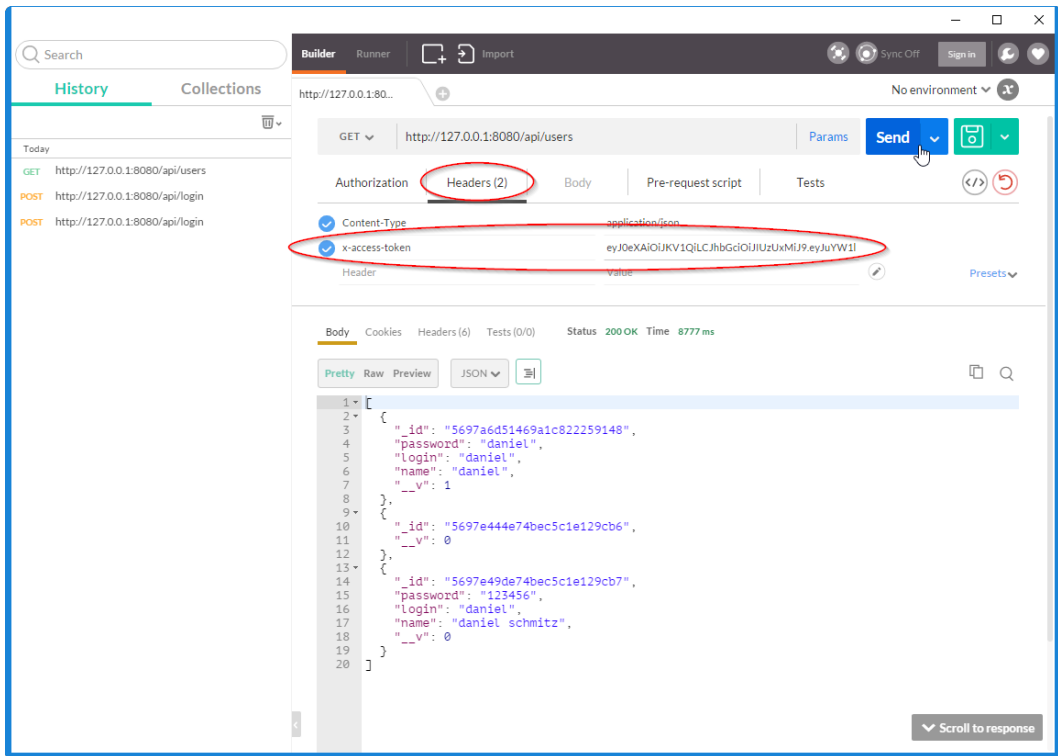 Search
History Collections
Today
GET http://127.0.0.1:8080/api/users
POST http://127.0.0.1:8080/api/login
POST http://127.0.0.1:8080/api/login
Builder Runner Import Sync Off Sign in
http://127.0.0.1:80... No environment
GET http://127.0.0.1:8080/api/users Params Send
Authorization Headers (2) Body Pre-request script Tests
Content-Type application/json
x-access-token eyJ0eXAiOiJKV1QiLCJhbGciOiJIUzUxMiJ9.eyJuYW1l
Header Value Presets
Body Cookies Headers (6) Tests (0/0) Status 200 OK Time 8777 ms
Pretty Raw Preview JSON
1 [
2 {
3 "_id": "5697a6d51469a1c822259148",
4 "password": "daniel",
5 "login": "daniel",
6 "name": "daniel",
7 "__v": 1
8 },
9 {
10 "_id": "5697e444e74bec5c1e129cb6",
11 "__v": 0
12 },
13 {
14 "_id": "5697e49de74bec5c1e129cb7",
15 "password": "123456",
16 "login": "daniel",
17 "name": "daniel schmitz",
18 "__v": 0
19 }
20 ]
Scroll to response